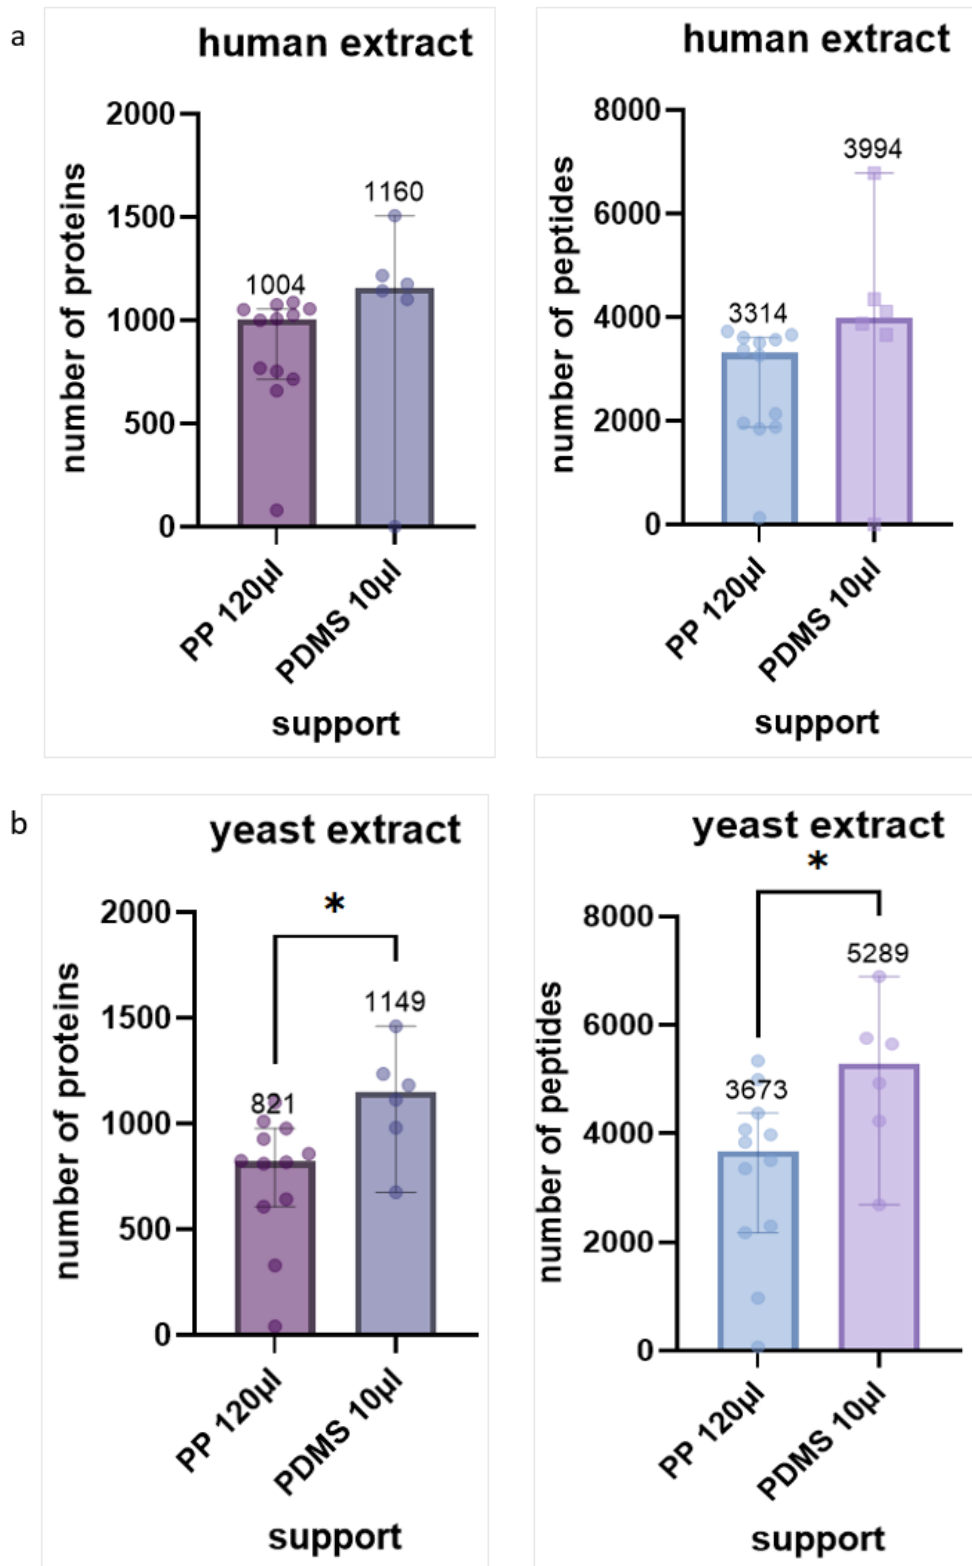 a
human extract
number of proteins
2000
1500
1000
500
0
1004
1160
PP 120µl
PDMS 10µl
support
human extract
number of peptides
8000
6000
4000
2000
0
3314
3994
PP 120µl
PDMS 10µl
support
b
yeast extract
*
number of proteins
2000
1500
1000
500
0
821
1149
PP 120µl
PDMS 10µl
support
yeast extract
*
number of peptides
8000
6000
4000
2000
0
3673
5289
PP 120µl
PDMS 10µl
support